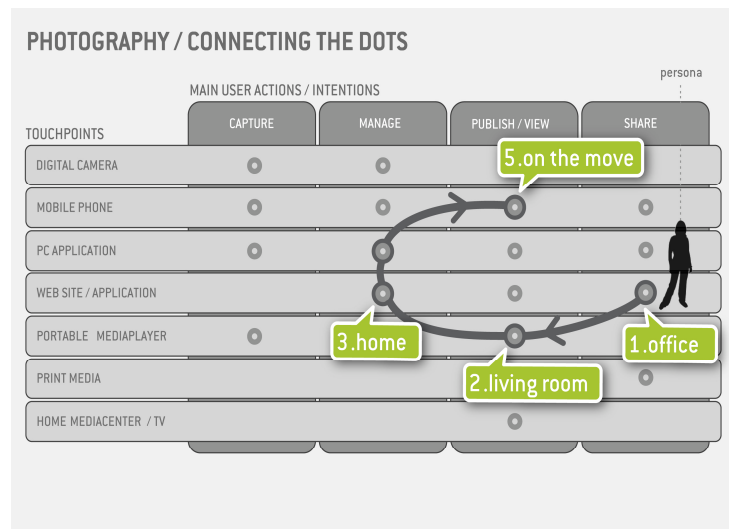 PHOTOGRAPHY / CONNECTING THE DOTS
persona
MAIN USER ACTIONS / INTENTIONS
TOUCHPOINTS
CAPTURE
MANAGE
PUBLISH / VIEW
SHARE
DIGITAL CAMERA
5.on the move
MOBILE PHONE
PC APPLICATION
WEB SITE / APPLICATION
PORTABLE MEDIAPLAYER
3.home
1.office
PRINT MEDIA
2.living room
HOME MEDIACENTER / TV